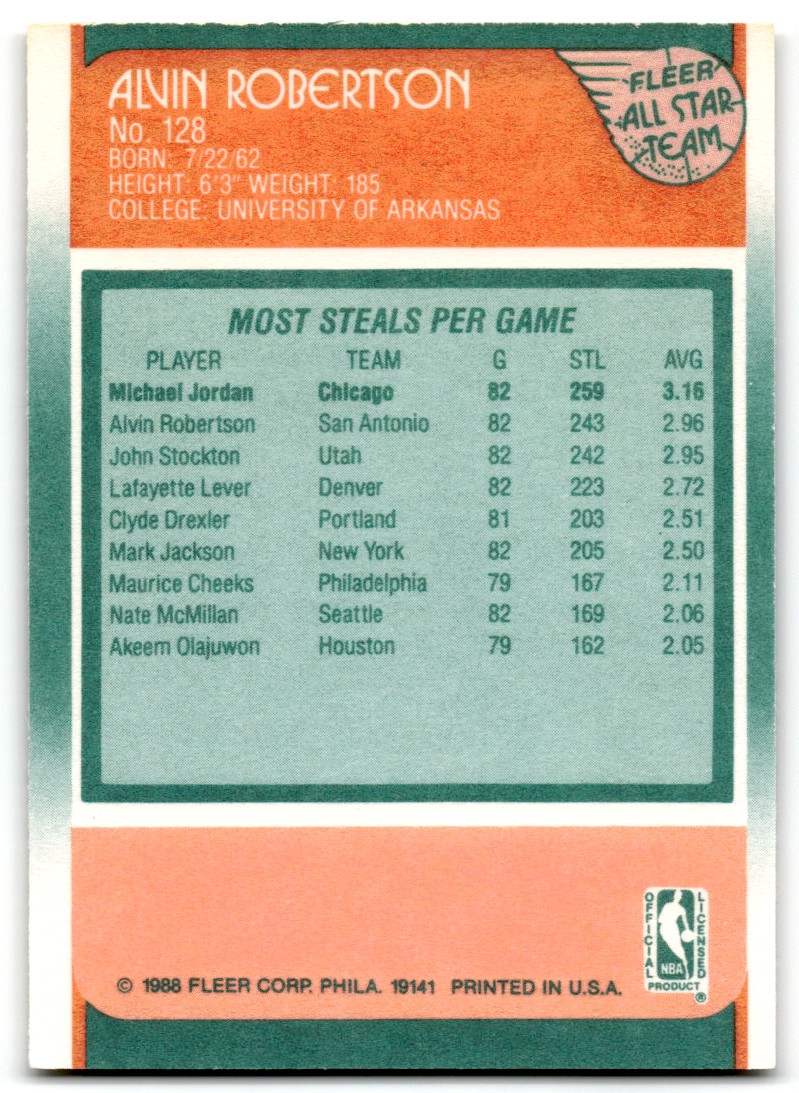 ALVIN ROBERTSON
FLEER
ALL STAR
TEAM
No. 128
BORN: 7/22/62
HEIGHT: 6'3" WEIGHT: 185
COLLEGE: UNIVERSITY OF ARKANSAS
MOST STEALS PER GAME
PLAYER TEAM G STL AVG
Michael Jordan Chicago 82 259 3.16
Alvin Robertson San Antonio 82 243 2.96
John Stockton Utah 82 242 2.95
Lafayette Lever Denver 82 223 2.72
Clyde Drexler Portland 81 203 2.51
Mark Jackson New York 82 205 2.50
Maurice Cheeks Philadelphia 79 167 2.11
Nate McMillan Seattle 82 169 2.06
Akeem Olajuwon Houston 79 162 2.05
OFFICIAL
LICENSED
NBA
PRODUCT
®
© 1988 FLEER CORP. PHILA. 19141 PRINTED IN U.S.A.